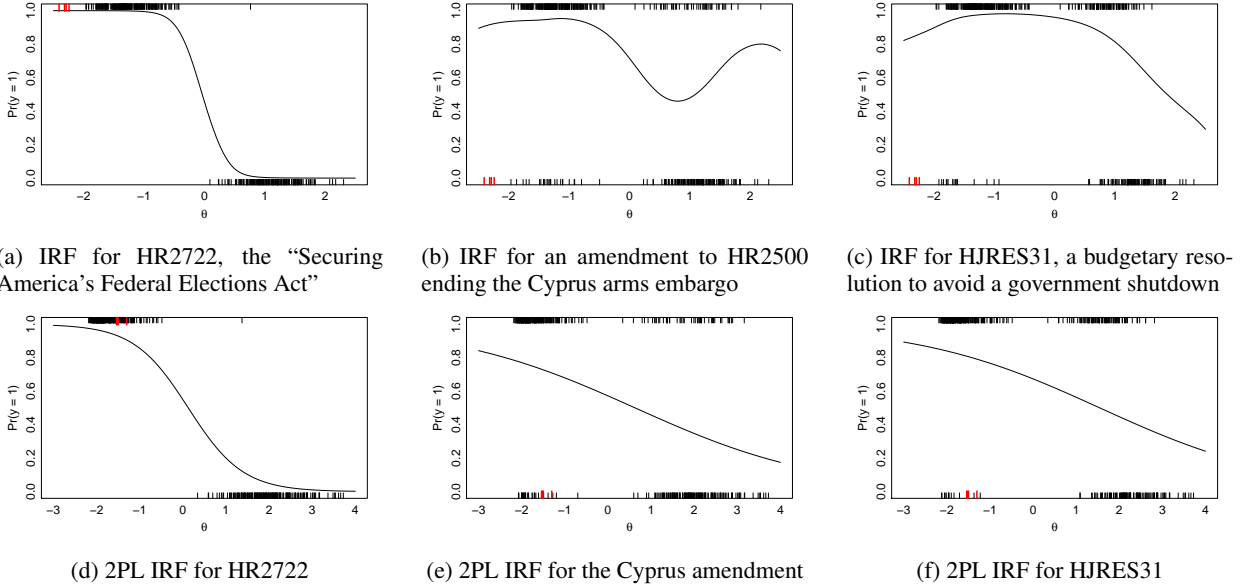 1.0
0.8
0.6
0.4
0.2
0.0
Pr(y = 1)
−2 −1 0 1 2
θ
1.0
0.8
0.6
0.4
0.2
0.0
Pr(y = 1)
−2 −1 0 1 2
θ
1.0
0.8
0.6
0.4
0.2
0.0
Pr(y = 1)
−2 −1 0 1 2
θ
(a) IRF for HR2722, the “Securing
America’s Federal Elections Act”
(b) IRF for an amendment to HR2500
ending the Cyprus arms embargo
(c) IRF for HJRES31, a budgetary reso-
lution to avoid a government shutdown
1.0
0.8
0.6
0.4
0.2
0.0
Pr(y = 1)
−3 −2 −1 0 1 2 3 4
θ
1.0
0.8
0.6
0.4
0.2
0.0
Pr(y = 1)
−3 −2 −1 0 1 2 3 4
θ
1.0
0.8
0.6
0.4
0.2
0.0
Pr(y = 1)
−3 −2 −1 0 1 2 3 4
θ
(d) 2PL IRF for HR2722
(e) 2PL IRF for the Cyprus amendment
(f) 2PL IRF for HJRES31